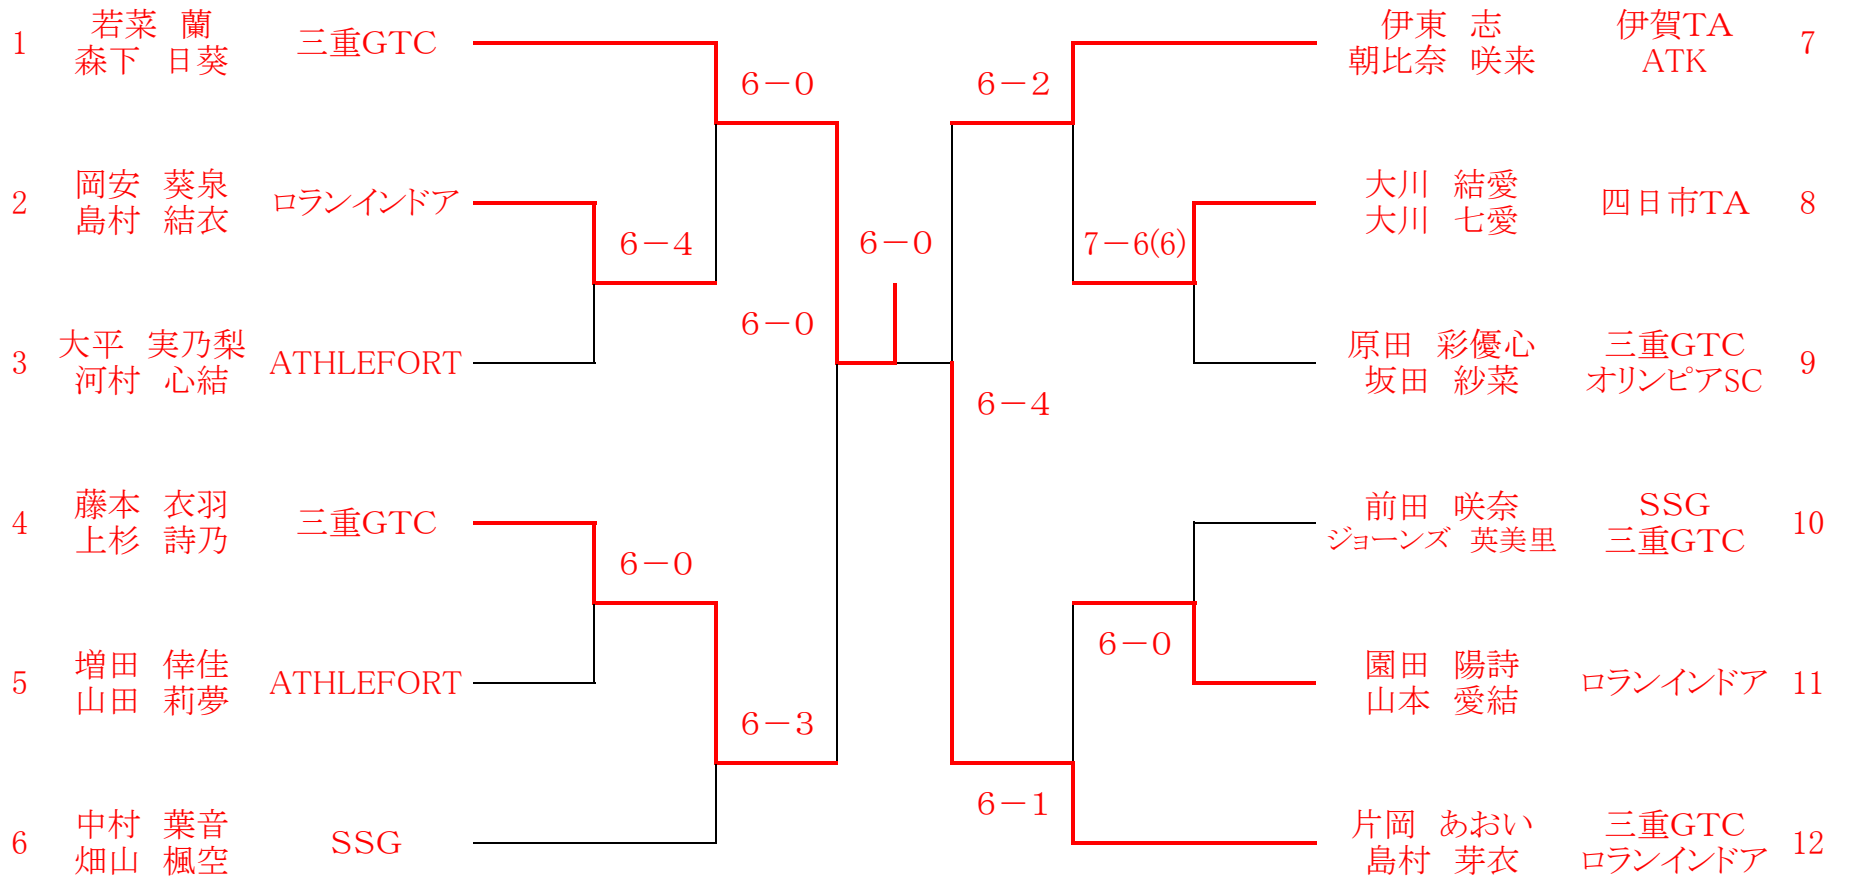 1 若菜 蘭 三重GTC
森下 日葵
2 岡安 葵泉 ロランインドア
島村 結衣
3 大平 実乃梨 ATHLEFORT
河村 心結
4 藤本 衣羽 三重GTC
上杉 詩乃
5 増田 倖佳 ATHLEFORT
山田 莉夢
6 中村 葉音 SSG
畑山 楓空
6－0
6－4
6－0
6－0
6－3
6－0
6－2
7－6(6)
6－4
6－0
6－1
伊東 志 伊賀TA 7
朝比奈 咲来 ATK
大川 結愛 四日市TA 8
大川 七愛
原田 彩優心 三重GTC 9
坂田 紗菜 オリンピアSC
前田 咲奈 SSG 10
ジョーンズ 英美里 三重GTC
園田 陽詩 ロランインドア 11
山本 愛結
片岡 あおい 三重GTC 12
島村 芽衣 ロランインドア